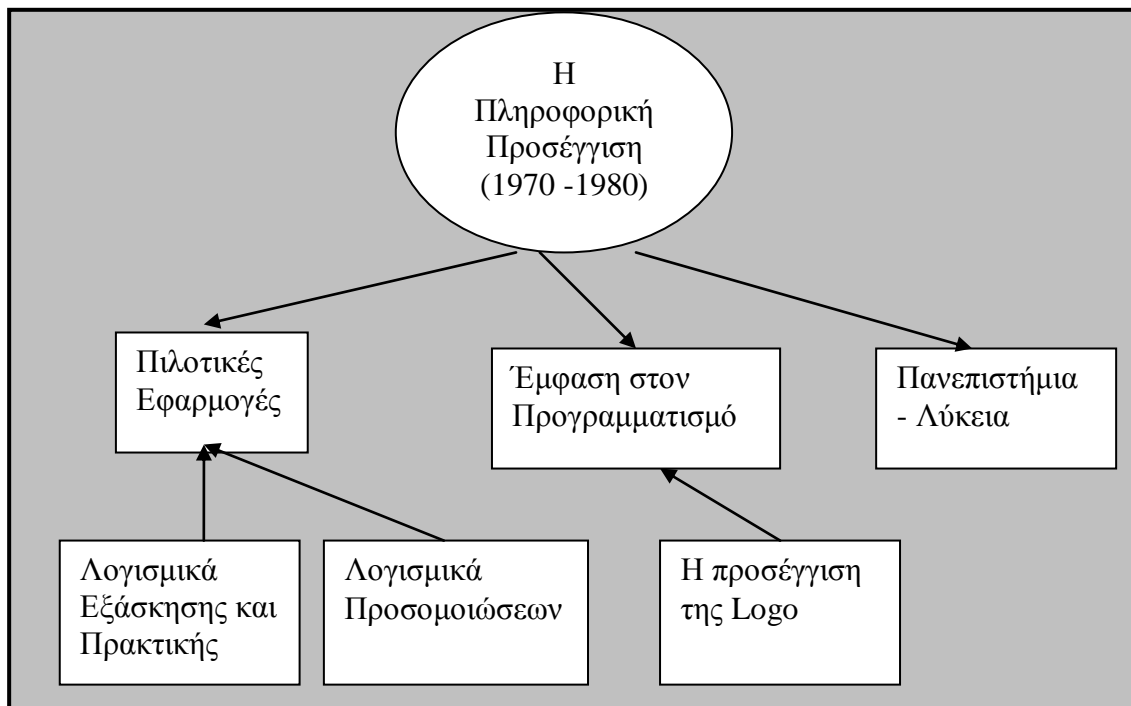 Η
Πληροφορική
Προσέγγιση
(1970 -1980)
Πιλοτικές
Εφαρμογές
Έμφαση στον
Προγραμματισμό
Πανεπιστήμια
- Λύκεια
Λογισμικά
Εξάσκησης και
Πρακτικής
Λογισμικά
Προσομοιώσεων
Η προσέγγιση
της Logo